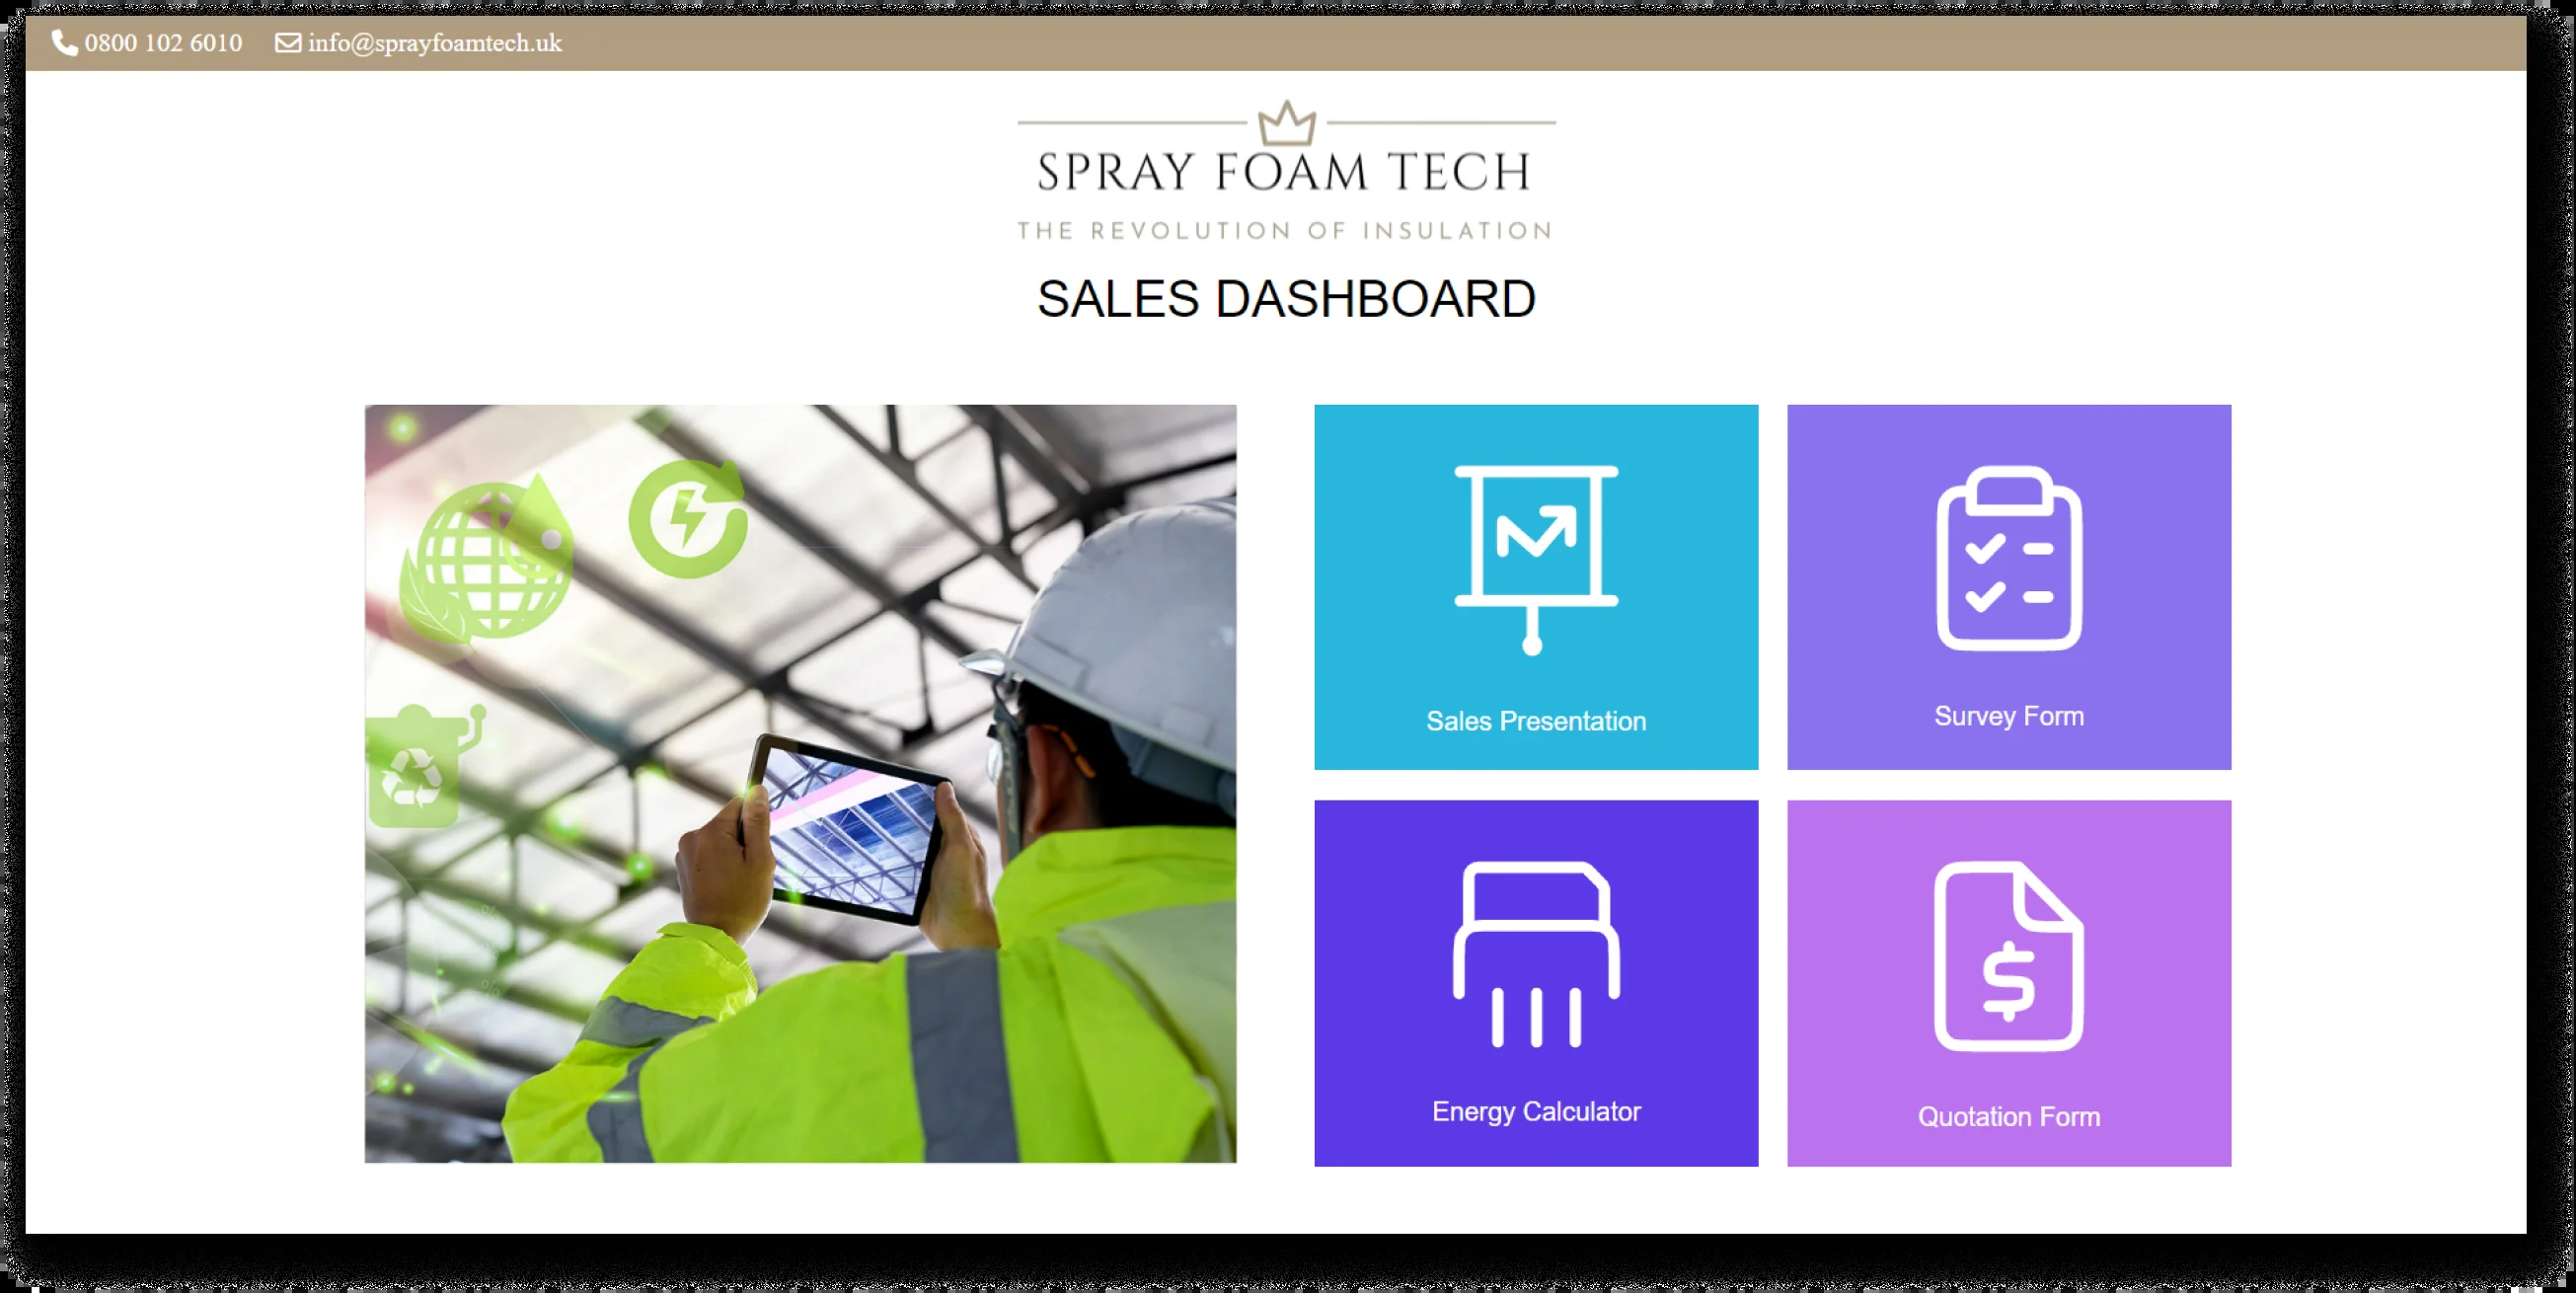 0800 102 6010 info@sprayfoamtech.uk
SPRAY FOAM TECH
THE REVOLUTION OF INSULATION
SALES DASHBOARD
Sales Presentation
Survey Form
Energy Calculator
Quotation Form